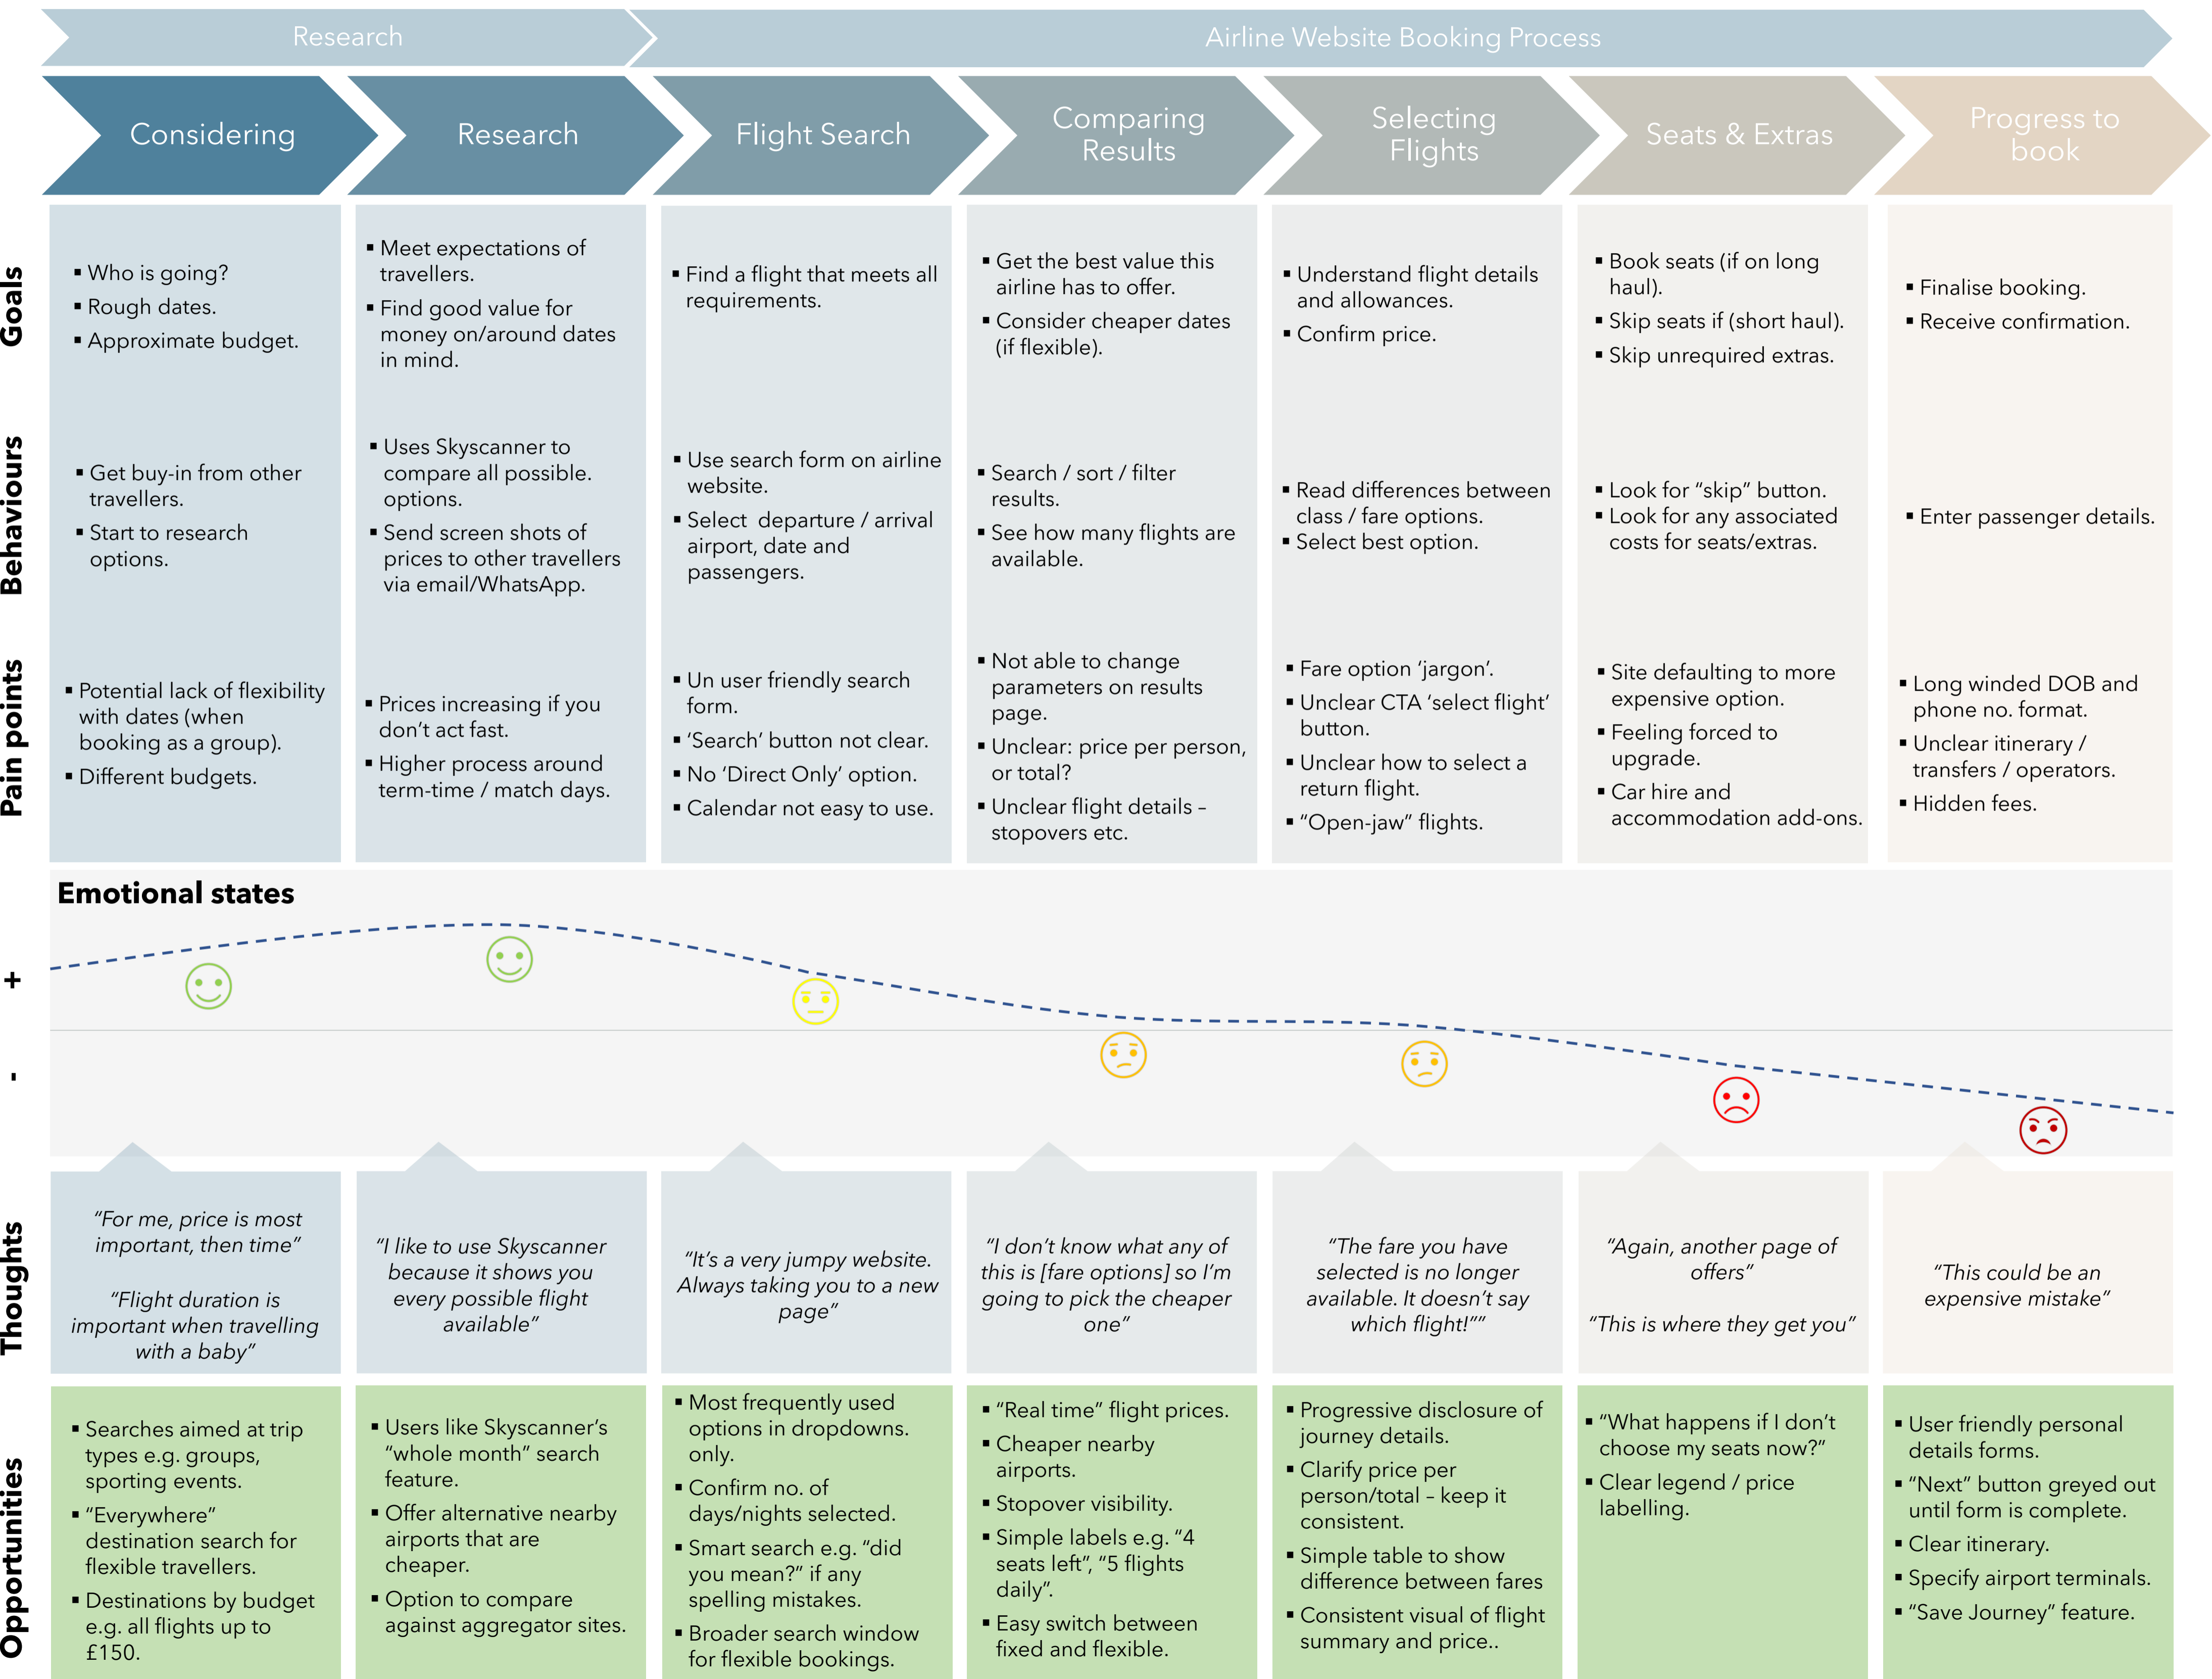 Research
Airline Website Booking Process
Considering
Research
Flight Search
Comparing
Results
Selecting
Flights
Seats & Extras
Progress to
book
Goals
▪ Who is going?
▪ Rough dates.
▪ Approximate budget.
▪ Meet expectations of
travellers.
▪ Find good value for
money on/around dates
in mind.
▪ Find a flight that meets all
requirements.
▪ Get the best value this
airline has to offer.
▪ Consider cheaper dates
(if flexible).
▪ Understand flight details
and allowances.
▪ Confirm price.
▪ Book seats (if on long
haul).
▪ Skip seats if (short haul).
▪ Skip unrequired extras.
▪ Finalise booking.
▪ Receive confirmation.
Behaviours
▪ Get buy-in from other
travellers.
▪ Start to research
options.
▪ Uses Skyscanner to
compare all possible.
options.
▪ Send screen shots of
prices to other travellers
via email/WhatsApp.
▪ Use search form on airline
website.
▪ Select departure / arrival
airport, date and
passengers.
▪ Search / sort / filter
results.
▪ See how many flights are
available.
▪ Read differences between
class / fare options.
▪ Select best option.
▪ Look for “skip” button.
▪ Look for any associated
costs for seats/extras.
▪ Enter passenger details.
Pain points
▪ Potential lack of flexibility
with dates (when
booking as a group).
▪ Different budgets.
▪ Prices increasing if you
don’t act fast.
▪ Higher process around
term-time / match days.
▪ Un user friendly search
form.
▪ ‘Search’ button not clear.
▪ No ‘Direct Only’ option.
▪ Calendar not easy to use.
▪ Not able to change
parameters on results
page.
▪ Unclear: price per person,
or total?
▪ Unclear flight details –
stopovers etc.
▪ Fare option ‘jargon’.
▪ Unclear CTA ‘select flight’
button.
▪ Unclear how to select a
return flight.
▪ “Open-jaw” flights.
▪ Site defaulting to more
expensive option.
▪ Feeling forced to
upgrade.
▪ Car hire and
accommodation add-ons.
▪ Long winded DOB and
phone no. format.
▪ Unclear itinerary /
transfers / operators.
▪ Hidden fees.
Emotional states
+
-
Thoughts
“For me, price is most
important, then time”
“Flight duration is
important when travelling
with a baby”
“I like to use Skyscanner
because it shows you
every possible flight
available”
“It’s a very jumpy website.
Always taking you to a new
page”
“I don’t know what any of
this is [fare options] so I’m
going to pick the cheaper
one”
“The fare you have
selected is no longer
available. It doesn’t say
which flight!””
“Again, another page of
offers”
“This is where they get you”
“This could be an
expensive mistake”
Opportunities
▪ Searches aimed at trip
types e.g. groups,
sporting events.
▪ “Everywhere”
destination search for
flexible travellers.
▪ Destinations by budget
e.g. all flights up to
£150.
▪ Users like Skyscanner’s
“whole month” search
feature.
▪ Offer alternative nearby
airports that are
cheaper.
▪ Option to compare
against aggregator sites.
▪ Most frequently used
options in dropdowns.
only.
▪ Confirm no. of
days/nights selected.
▪ Smart search e.g. “did
you mean?” if any
spelling mistakes.
▪ Broader search window
for flexible bookings.
▪ “Real time” flight prices.
▪ Cheaper nearby
airports.
▪ Stopover visibility.
▪ Simple labels e.g. “4
seats left”, “5 flights
daily”.
▪ Easy switch between
fixed and flexible.
▪ Progressive disclosure of
journey details.
▪ Clarify price per
person/total – keep it
consistent.
▪ Simple table to show
difference between fares
▪ Consistent visual of flight
summary and price..
▪ “What happens if I don’t
choose my seats now?”
▪ Clear legend / price
labelling.
▪ User friendly personal
details forms.
▪ “Next” button greyed out
until form is complete.
▪ Clear itinerary.
▪ Specify airport terminals.
▪ “Save Journey” feature.